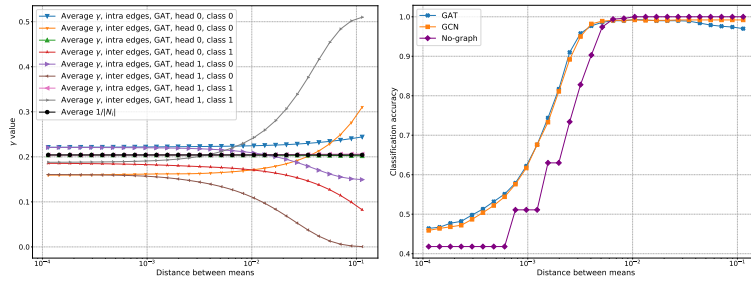 Average γ, intra edges, GAT, head 0, class 0
Average γ, inter edges, GAT, head 0, class 0
Average γ, intra edges, GAT, head 0, class 1
Average γ, inter edges, GAT, head 0, class 1
Average γ, intra edges, GAT, head 1, class 0
Average γ, inter edges, GAT, head 1, class 0
Average γ, intra edges, GAT, head 1, class 1
Average γ, inter edges, GAT, head 1, class 1
Average 1/|Nᵢ|
γ value
0.5
0.4
0.3
0.2
0.1
0.0
10⁻⁴
10⁻³
10⁻²
10⁻¹
Distance between means
GAT
GCN
No-graph
Classification accuracy
1.0
0.9
0.8
0.7
0.6
0.5
0.4
10⁻⁴
10⁻³
10⁻²
10⁻¹
Distance between means